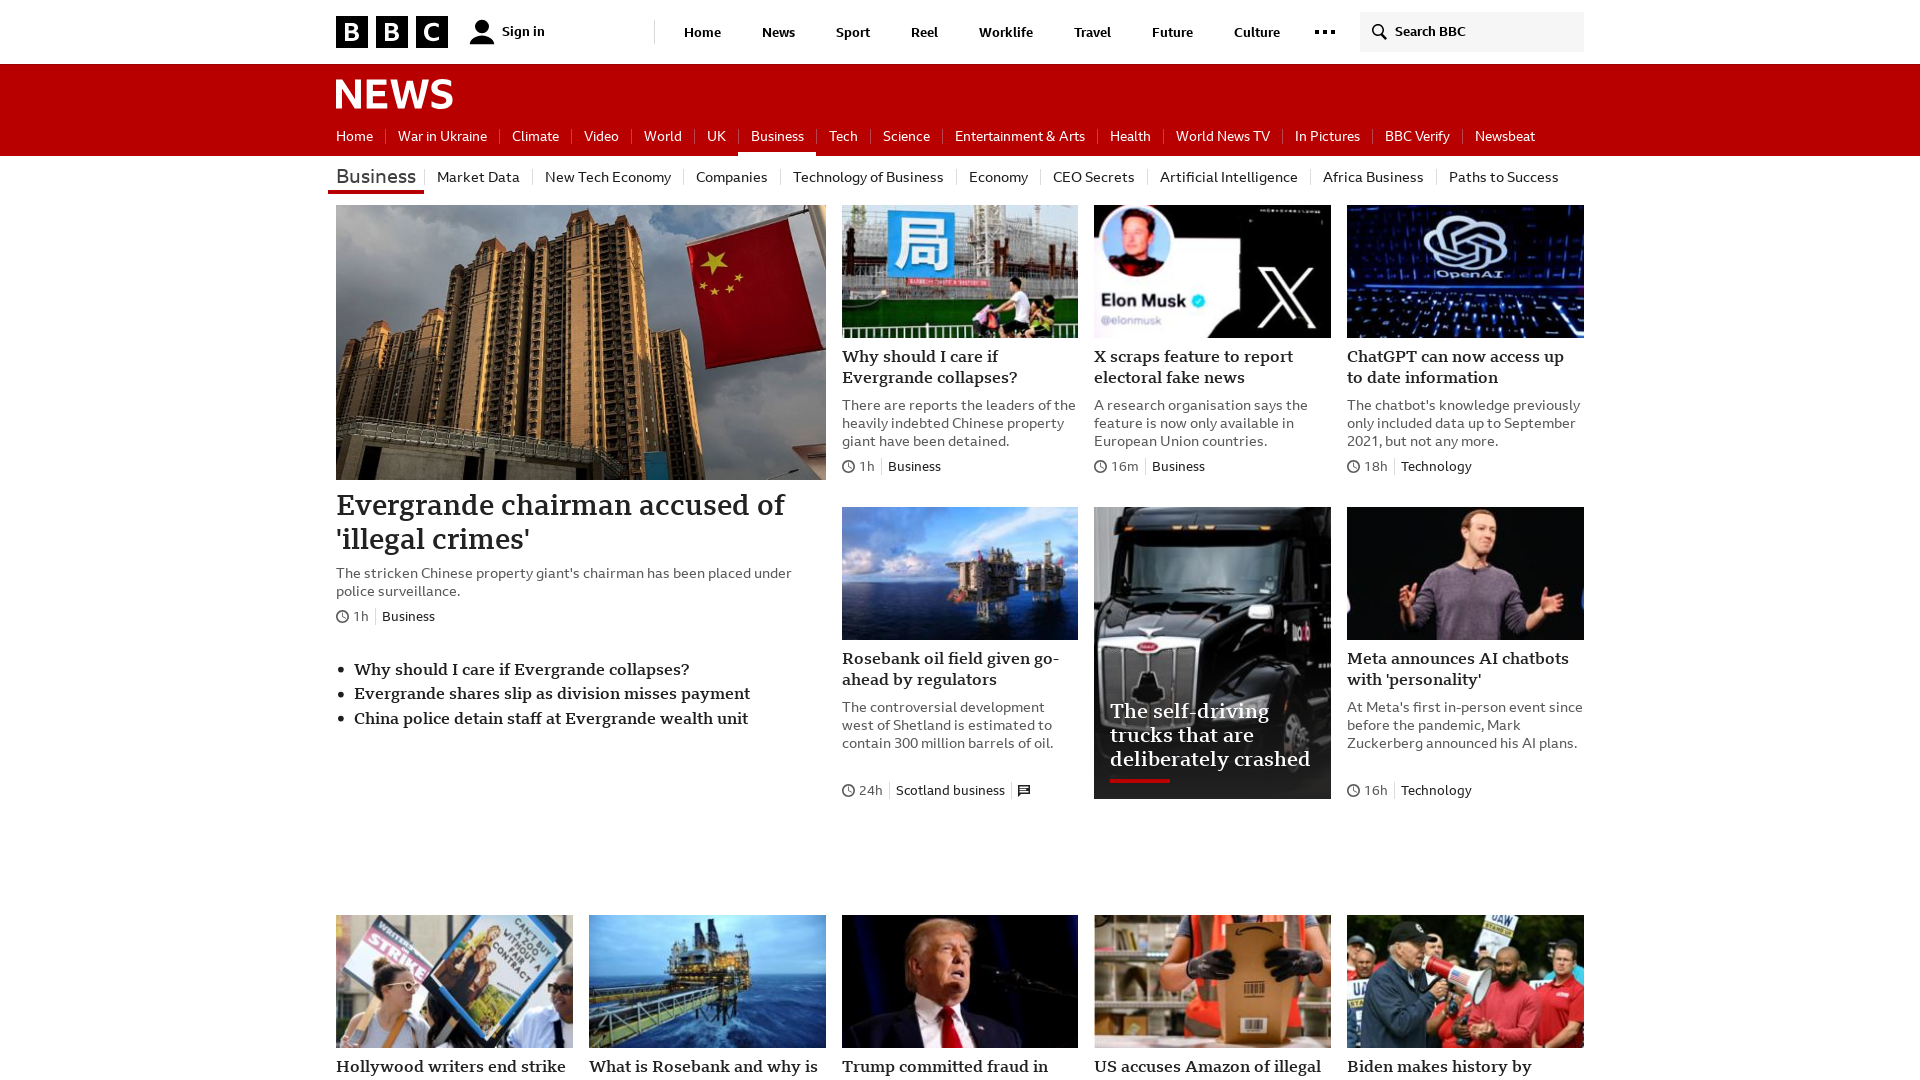 BBC
Sign in
Home
News
Sport
Reel
Worklife
Travel
Future
Culture
Search BBC
NEWS
Home
War in Ukraine
Climate
Video
World
UK
Business
Tech
Science
Entertainment & Arts
Health
World News TV
In Pictures
BBC Verify
Newsbeat
Business
Market Data
New Tech Economy
Companies
Technology of Business
Economy
CEO Secrets
Artificial Intelligence
Africa Business
Paths to Success
Evergrande chairman accused of
'illegal crimes'
The stricken Chinese property giant's chairman has been placed under
police surveillance.
1h Business
Why should I care if Evergrande collapses?
Evergrande shares slip as division misses payment
China police detain staff at Evergrande wealth unit
局
Why should I care if
Evergrande collapses?
There are reports the leaders of the
heavily indebted Chinese property
giant have been detained.
1h Business
Elon Musk
@elonmusk
X
X scraps feature to report
electoral fake news
A research organisation says the
feature is now only available in
European Union countries.
16m Business
OpenAI
ChatGPT can now access up
to date information
The chatbot's knowledge previously
only included data up to September
2021, but not any more.
18h Technology
Rosebank oil field given go-
ahead by regulators
The controversial development
west of Shetland is estimated to
contain 300 million barrels of oil.
24h Scotland business
The self-driving
trucks that are
deliberately crashed
Meta announces AI chatbots
with 'personality'
At Meta's first in-person event since
before the pandemic, Mark
Zuckerberg announced his AI plans.
16h Technology
WRITERS
STRIKE
CAN'T BUY
A ZOO
WITHOUT A
FAIR
CONTRACT
Hollywood writers end strike
What is Rosebank and why is
Trump committed fraud in
US accuses Amazon of illegal
UAW
STAND UP
Biden makes history by